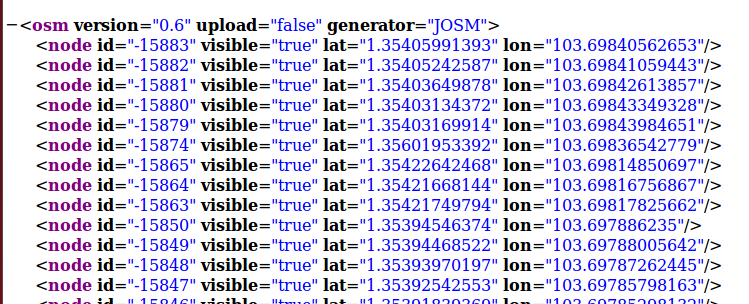 −<osm version="0.6" upload="false" generator="JOSM">
<node id="-15883" visible="true" lat="1.35405991393" lon="103.69840562653"/>
<node id="-15882" visible="true" lat="1.35405242587" lon="103.69841059443"/>
<node id="-15881" visible="true" lat="1.35403649878" lon="103.69842613857"/>
<node id="-15880" visible="true" lat="1.35403134372" lon="103.69843349328"/>
<node id="-15879" visible="true" lat="1.35403169914" lon="103.69843984651"/>
<node id="-15874" visible="true" lat="1.35601953392" lon="103.69836542779"/>
<node id="-15865" visible="true" lat="1.35422642468" lon="103.69814850697"/>
<node id="-15864" visible="true" lat="1.35421668144" lon="103.69816756867"/>
<node id="-15863" visible="true" lat="1.35421749794" lon="103.69817825662"/>
<node id="-15850" visible="true" lat="1.35394546374" lon="103.697886235"/>
<node id="-15849" visible="true" lat="1.35394468522" lon="103.69788005642"/>
<node id="-15848" visible="true" lat="1.35393970197" lon="103.69787262445"/>
<node id="-15847" visible="true" lat="1.35392542553" lon="103.69785798163"/>
<node id="-15846" visible="true"